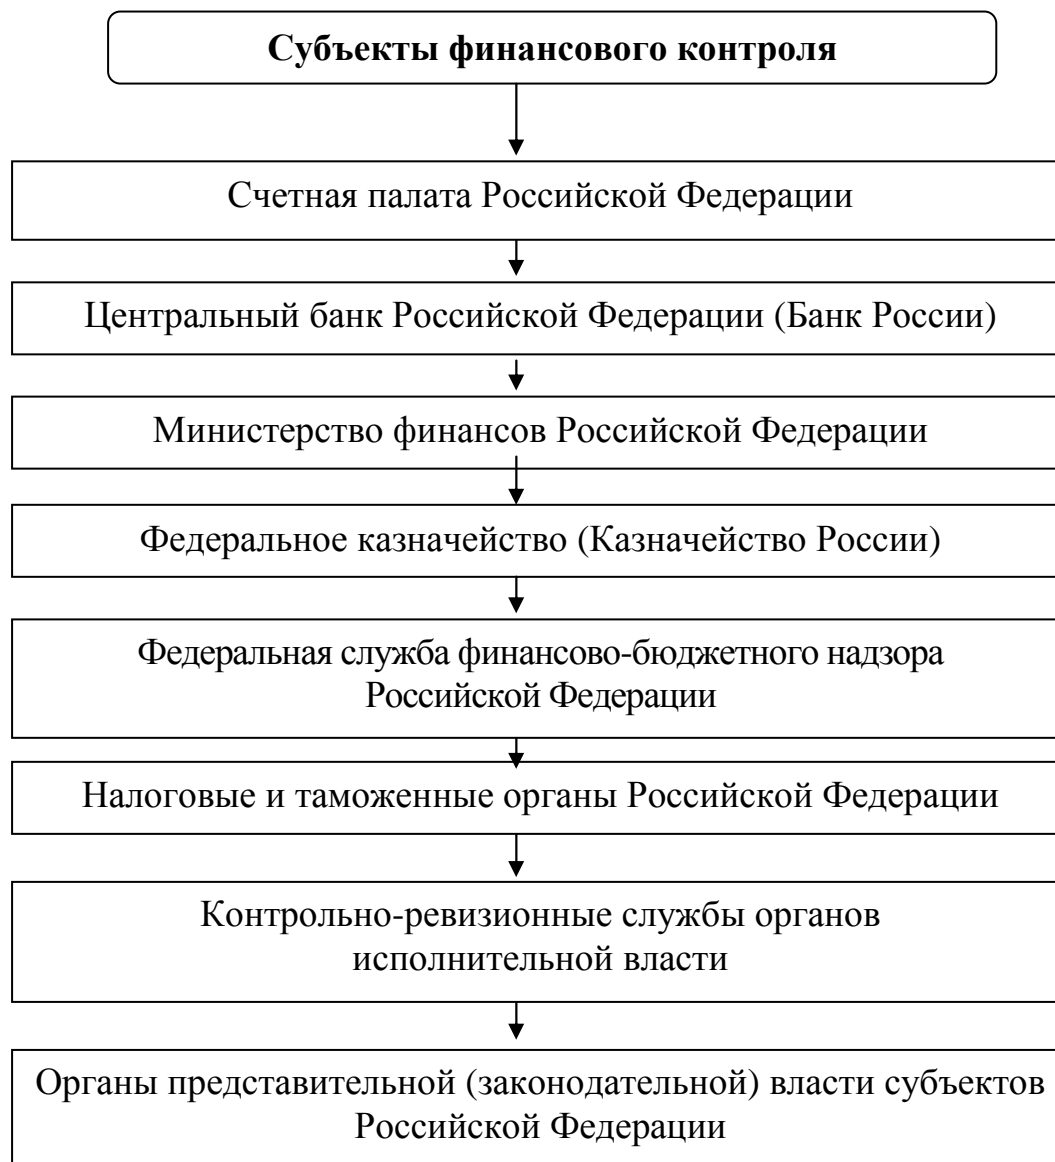 Субъекты финансового контроля
Счетная палата Российской Федерации
Центральный банк Российской Федерации (Банк России)
Министерство финансов Российской Федерации
Федеральное казначейство (Казначейство России)
Федеральная служба финансово-бюджетного надзора
Российской Федерации
Налоговые и таможенные органы Российской Федерации
Контрольно-ревизионные службы органов
исполнительной власти
Органы представительной (законодательной) власти субъектов
Российской Федерации